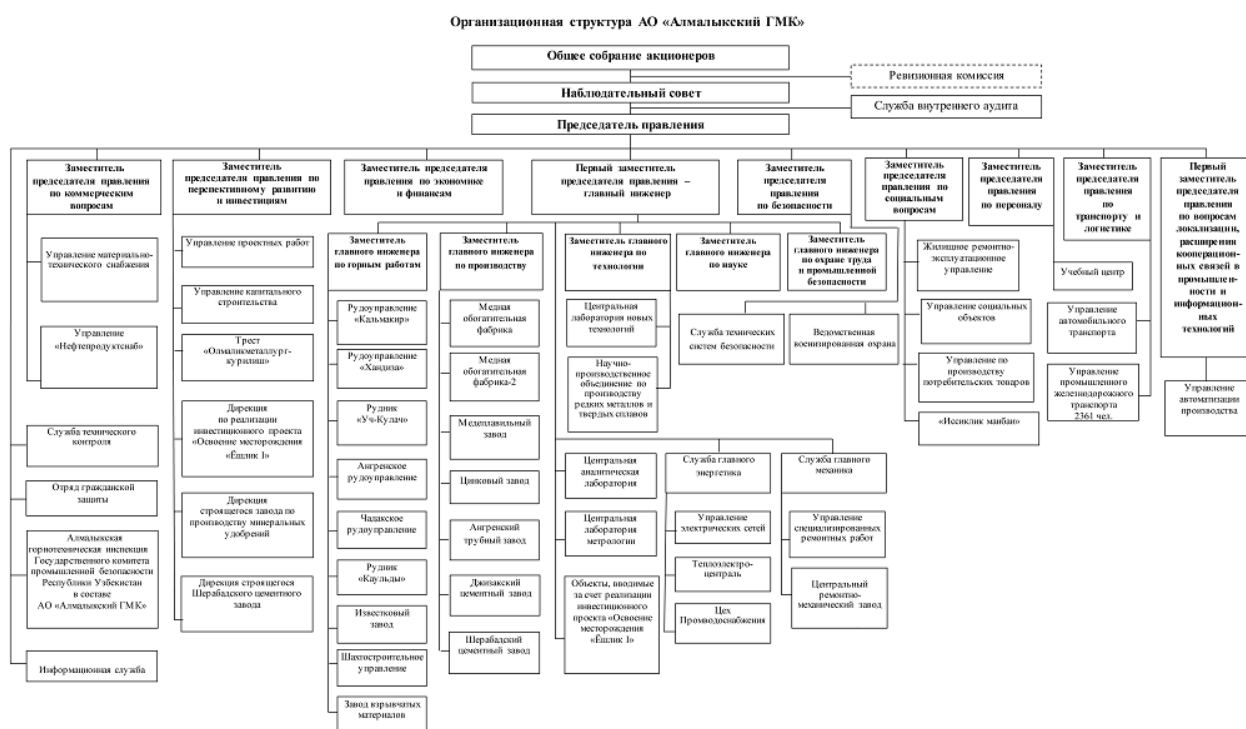 Организационная структура АО «Алмалыкский ГМК»
Общее собрание акционеров
Ревизионная комиссия
Наблюдательный совет
Служба внутреннего аудита
Председатель правления
Заместитель
председателя правления
по коммерческим
вопросам
Заместитель
председателя правления по
перспективному развитию
и инвестициям
Заместитель председателя
правления по экономике
и финансам
Первый заместитель
председателя правления –
главный инженер
Заместитель
председателя
правления
по безопасности
Заместитель
председателя
правления по
социальным
вопросам
Заместитель
председателя
правления
по персоналу
Заместитель
председателя
правления
по
транспорту и
логистике
Первый
заместитель
председателя
правления
по вопросам
локализации,
расширения
кооперацион-
ных связей в
промышлен-
ности и
информацион-
ных
технологий
Управление материально-
технического снабжения
Управление
«Нефтепродуктснаб»
Служба технического
контроля
Отряд гражданской
защиты
Алмалыкская
горнотехническая инспекция
Государственного комитета
промышленной безопасности
Республики Узбекистан
в составе
АО «Алмалыкский ГМК»
Информационная служба
Управление проектных работ
Управление капитального
строительства
Трест
«Олмаликметаллург-
курилиш»
Дирекция
по реализации
инвестиционного проекта
«Освоение месторождения
«Ёшлик I»
Дирекция
строящегося завода по
производству минеральных
удобрений
Дирекция строящегося
Шерабадского цементного
завода
Заместитель
главного инженера
по горным работам
Рудоуправление
«Кальмакир»
Рудоуправление
«Хандиза»
Рудник
«Уч-Кулач»
Ангренское
рудоуправление
Чадакское
рудоуправление
Рудник
«Каульды»
Известковый
завод
Шахтостроительное
управление
Завод взрывчатых
материалов
Заместитель
главного инженера
по производству
Медная
обогатительная
фабрика
Медная
обогатительная
фабрика-2
Медеплавильный
завод
Цинковый завод
Ангренский
трубный завод
Джизакский
цементный завод
Шерабадский
цементный завод
Заместитель главного
инженера по
технологии
Центральная
лаборатория новых
технологий
Научно-
производственное
объединение по
производству
редких металлов и
твердых сплавов
Центральная
аналитическая
лаборатория
Центральная
лаборатория
метрологии
Объекты, вводимые
за счет реализации
инвестиционного
проекта «Освоение
месторождения
«Ёшлик I»
Заместитель
главного инженера
по науке
Заместитель
главного инженера
по охране труда
и промышленной
безопасности
Служба технических
систем безопасности
Ведомственная
военизированная охрана
Служба главного
энергетика
Управление
электрических сетей
Теплоэлектро-
централь
Цех
Промводоснабжения
Служба главного
механика
Управление
специализированных
ремонтных работ
Центральный
ремонтно-
механический завод
Жилищное ремонтно-
эксплуатационное
управление
Управление социальных
объектов
Управление по
производству
потребительских товаров
«Иссиклик манбаи»
Учебный центр
Управление
автомобильного
транспорта
Управление промышленного
железнодорожного
транспорта
2361 чел.
Управление
автоматизации
производства